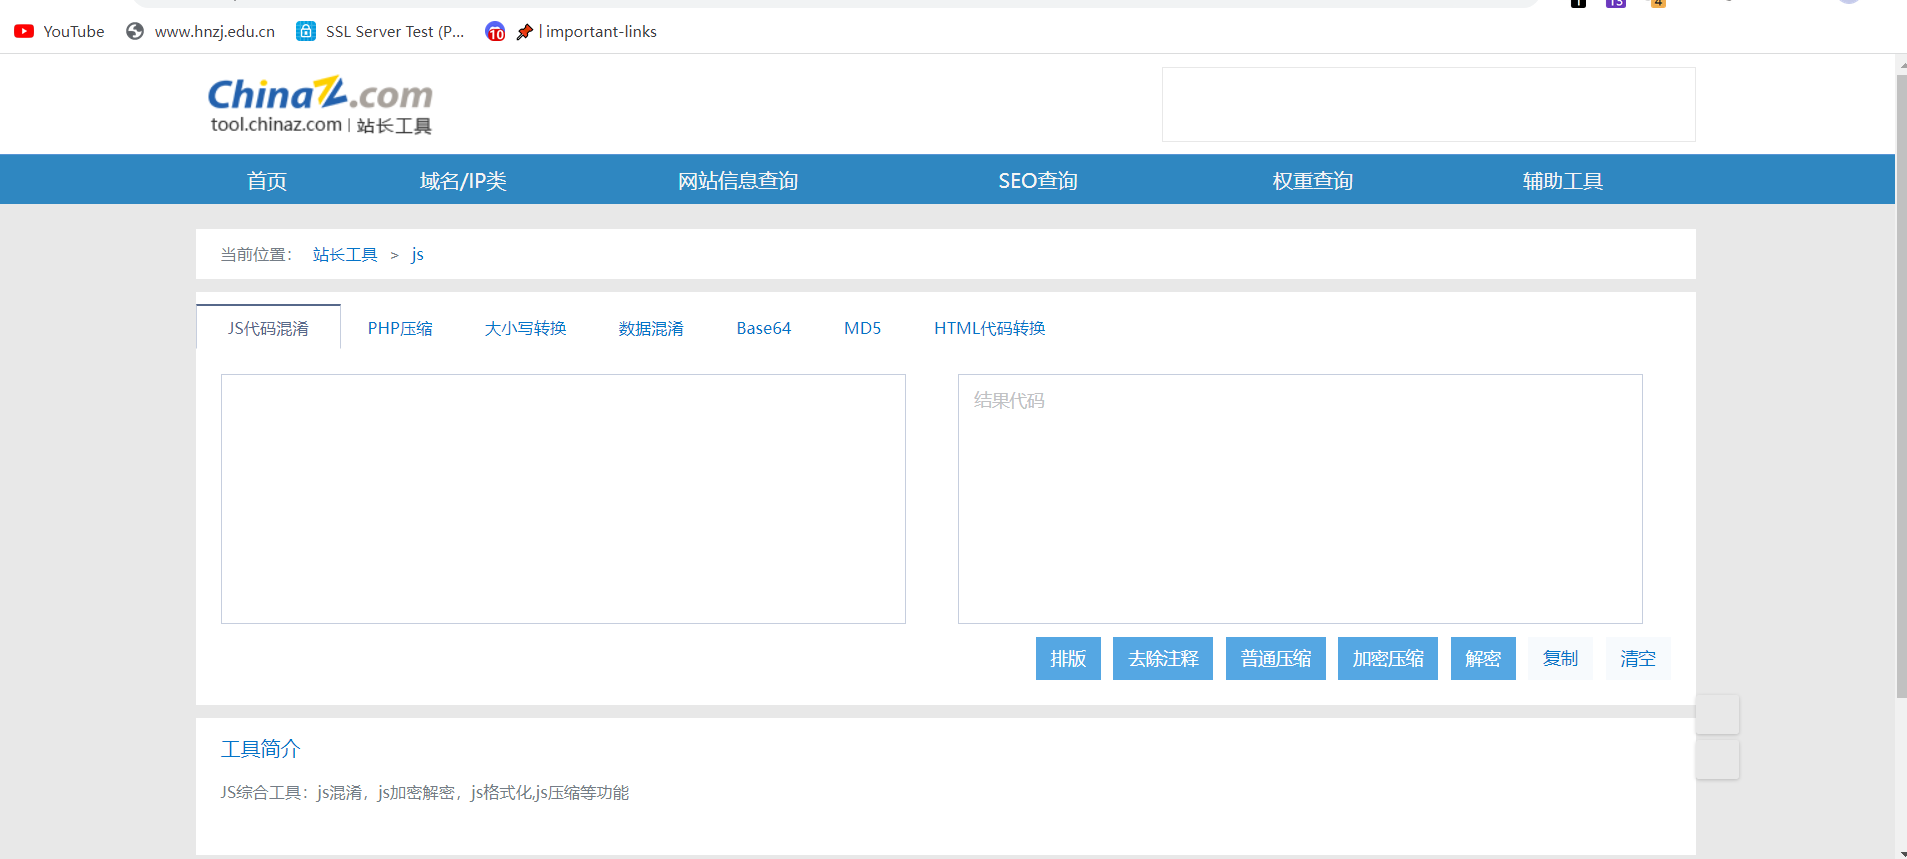 YouTube www.hnzj.edu.cn SSL Server Test (P... 10 | important-links
ChinaZ.com
tool.chinaz.com | 站长工具
首页 域名/IP类 网站信息查询 SEO查询 权重查询 辅助工具
当前位置： 站长工具 > js
JS代码混淆 PHP压缩 大小写转换 数据混淆 Base64 MD5 HTML代码转换
结果代码
排版 去除注释 普通压缩 加密压缩 解密 复制 清空
工具简介
JS综合工具：js混淆，js加密解密，js格式化,js压缩等功能